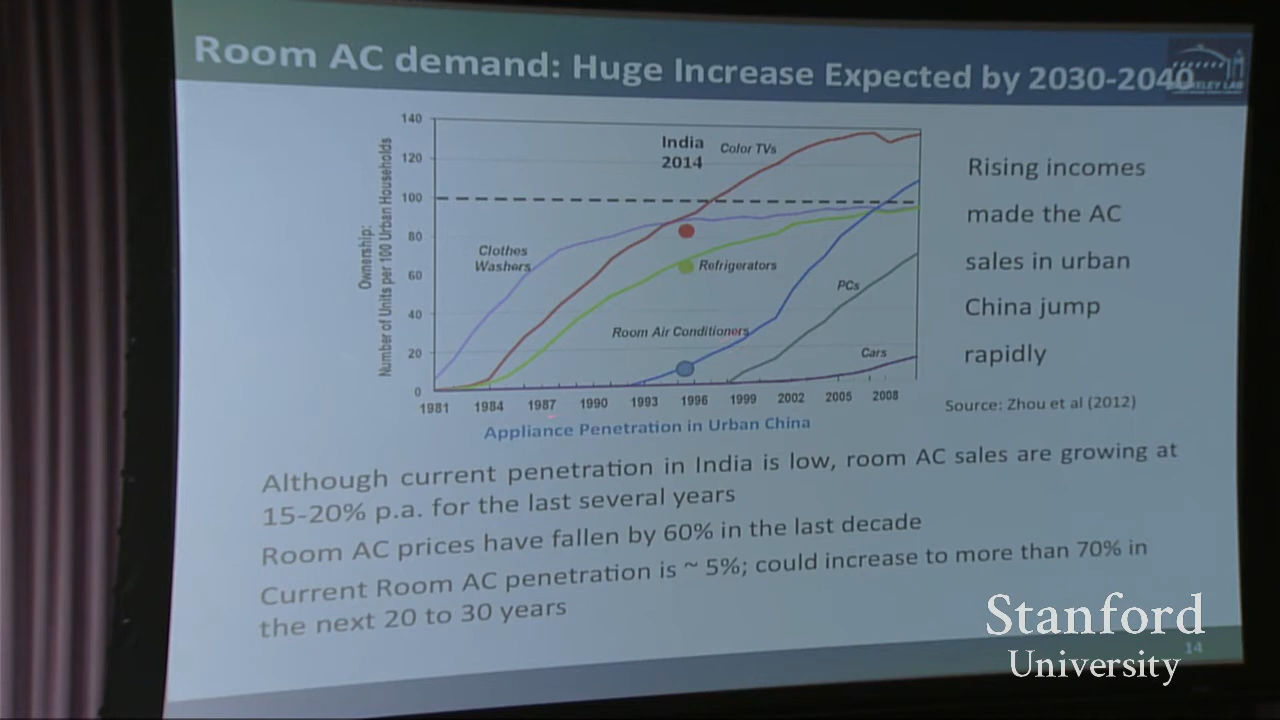 Room AC demand: Huge Increase Expected by 2030-2040
140
120
100
80
60
40
20
0
Ownership:
Number of Units per 100 Urban Households
India
2014
Color TVs
Clothes
Washers
Refrigerators
PCs
Room Air Conditioners
Cars
1981 1984 1987 1990 1993 1996 1999 2002 2005 2008
Appliance Penetration in Urban China
Rising incomes
made the AC
sales in urban
China jump
rapidly
Source: Zhou et al (2012)
Although current penetration in India is low, room AC sales are growing at
15-20% p.a. for the last several years
Room AC prices have fallen by 60% in the last decade
Current Room AC penetration is ~ 5%; could increase to more than 70% in
the next 20 to 30 years
Stanford
University
14